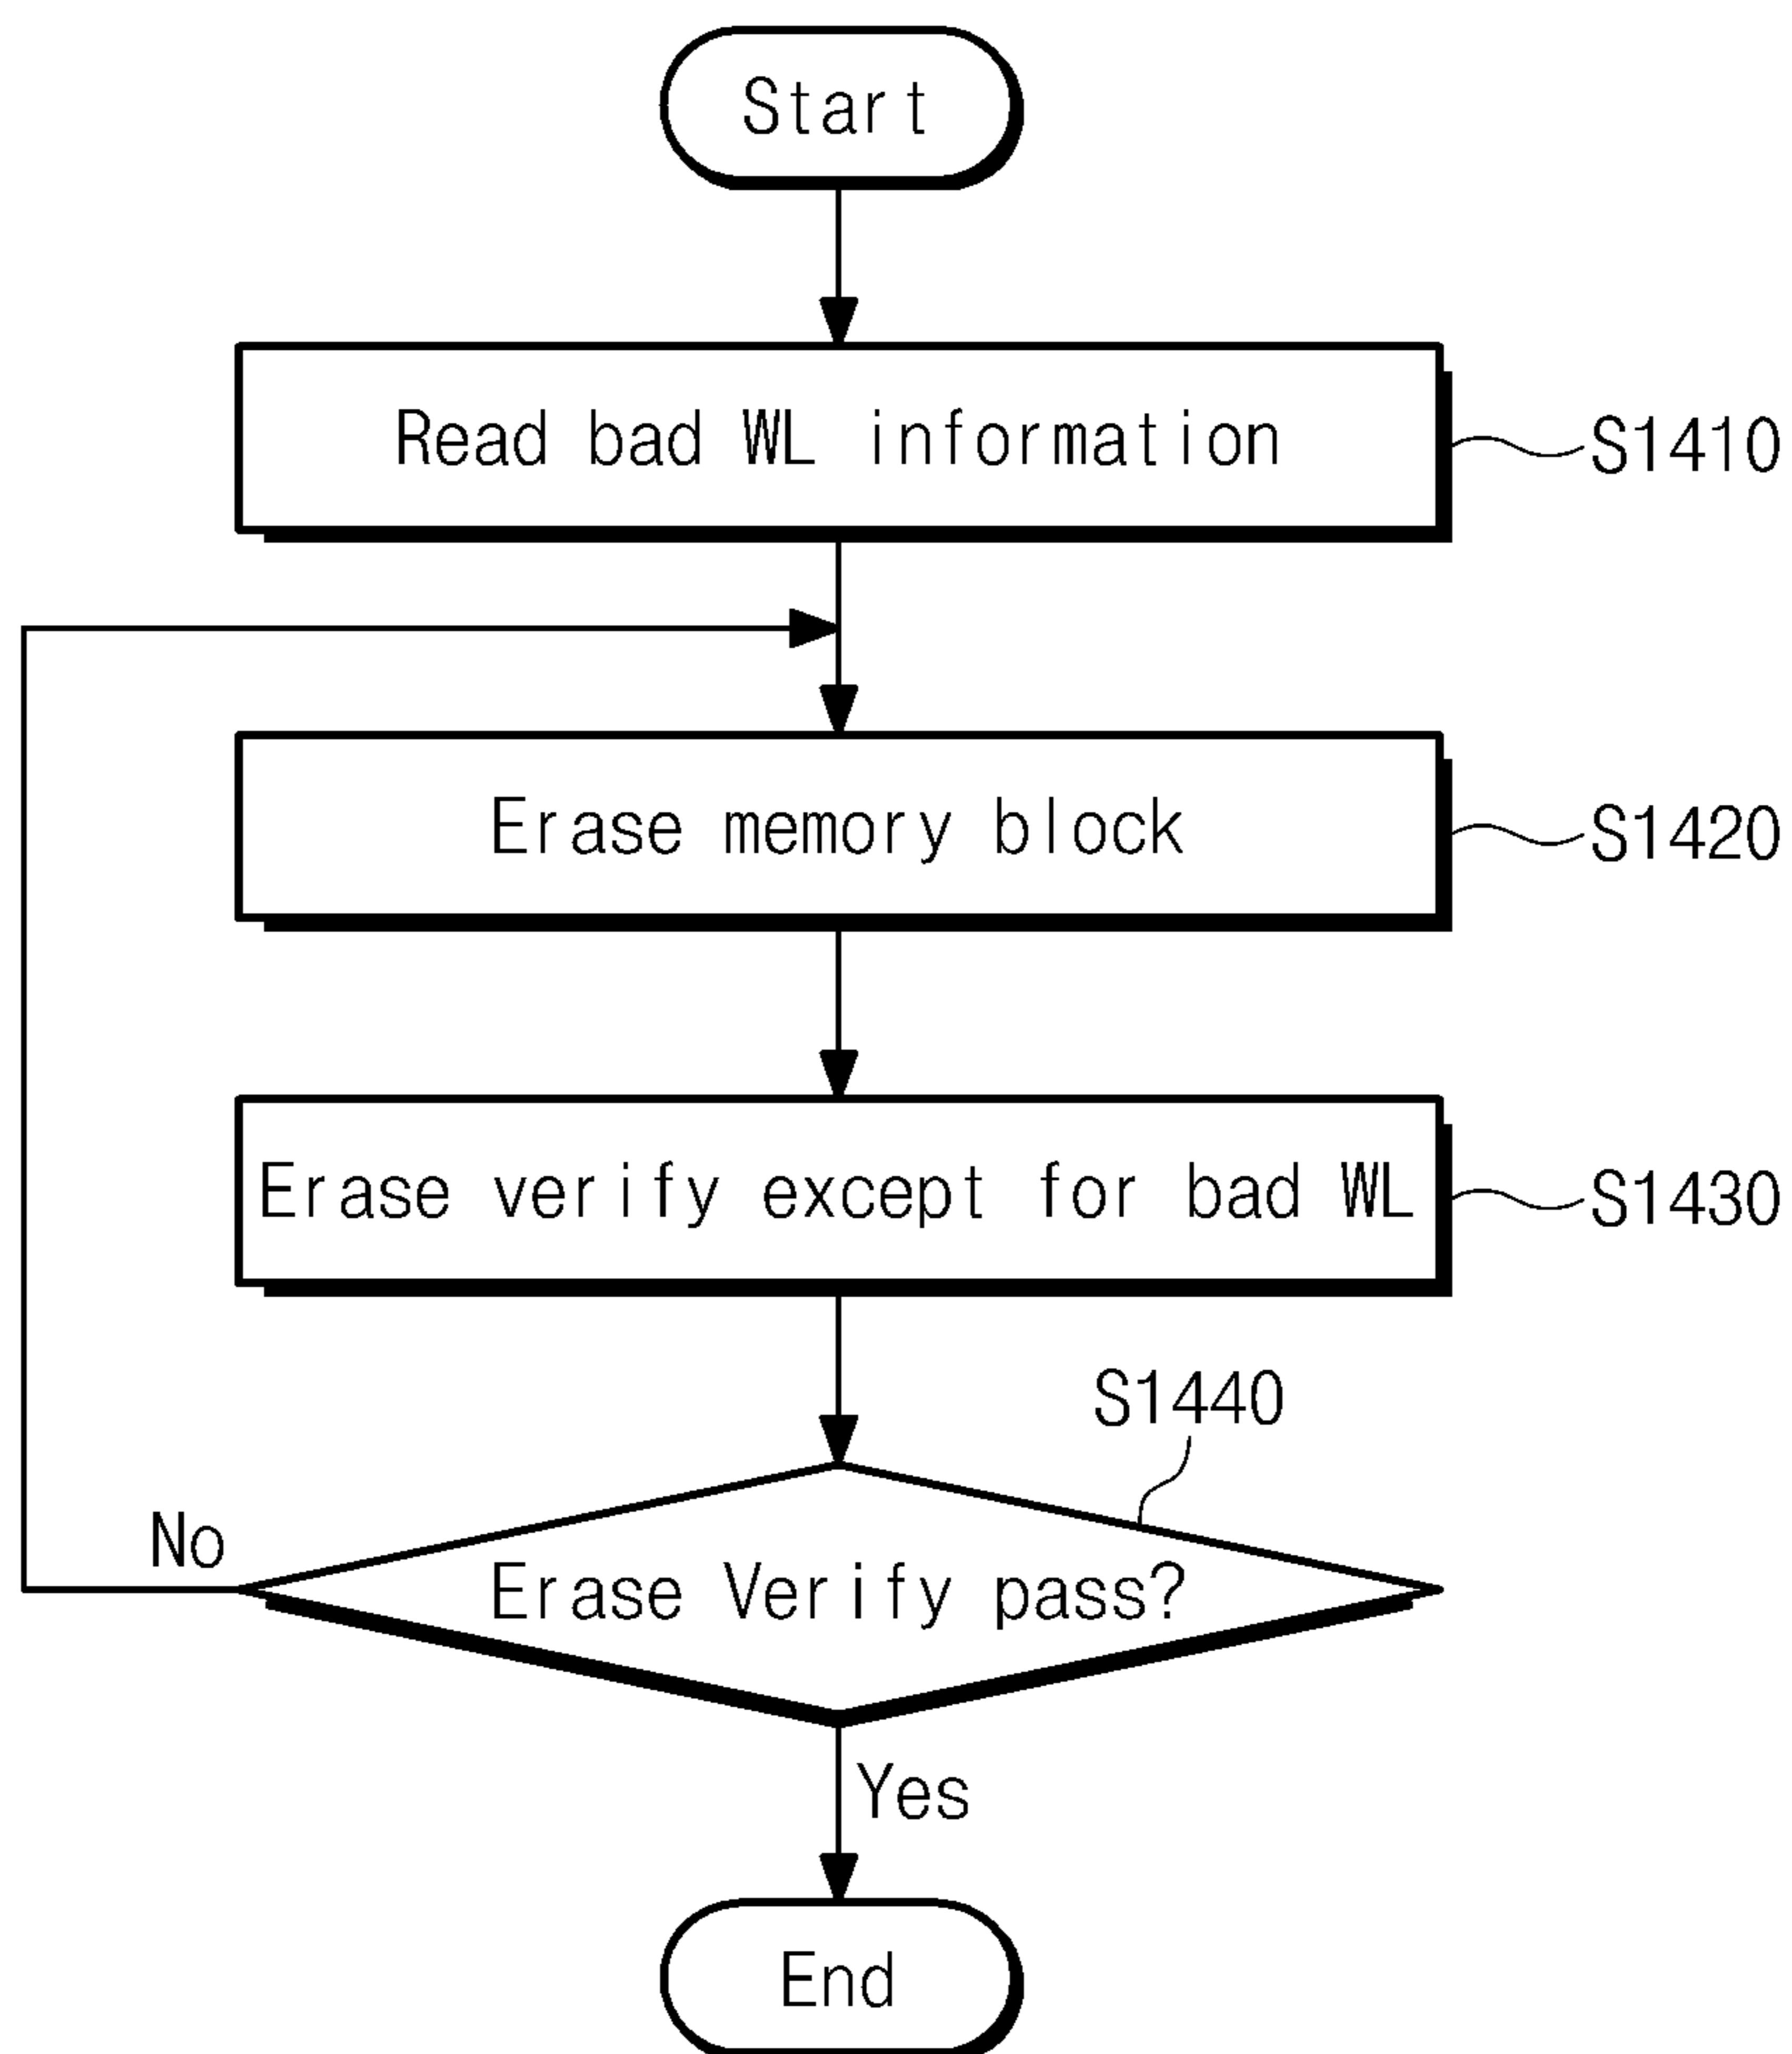 Start
Read bad WL information
S1410
Erase memory block
S1420
Erase verify except for bad WL
S1430
S1440
No
Erase Verify pass?
Yes
End